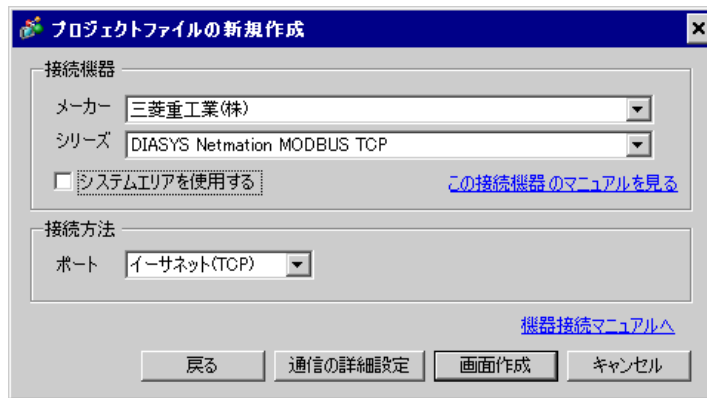 プロジェクトファイルの新規作成
接続機器
メーカー 三菱重工業(株)
シリーズ DIASYS Netmation MODBUS TCP
システムエリアを使用する この接続機器のマニュアルを見る
接続方法
ポート イーサネット(TCP)
機器接続マニュアルへ
戻る 通信の詳細設定 画面作成 キャンセル